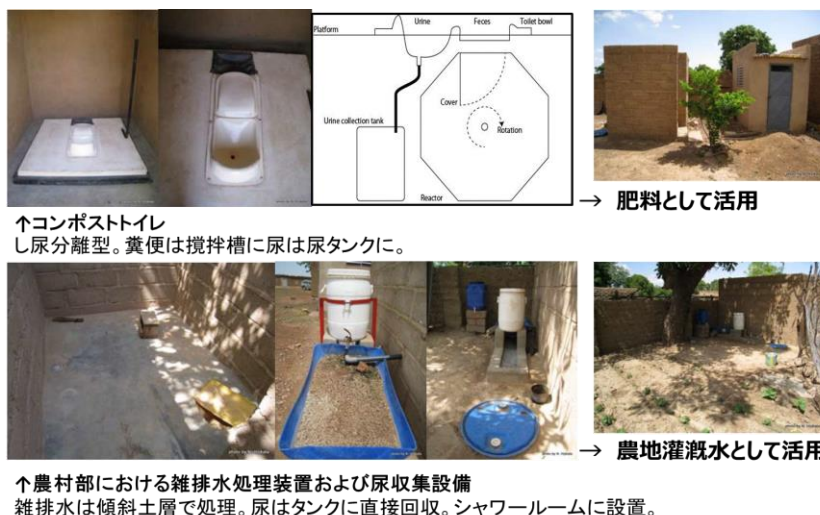 Urine
Feces
Toilet bowl
Platform
Cover
Urine collection tank
Rotation
Reactor
→ 肥料として活用
↑コンポストトイレ
し尿分離型。糞便は撹拌槽に尿は尿タンクに。
→ 農地灌漑水として活用
↑農村部における雑排水処理装置および尿収集設備
雑排水は傾斜土層で処理。尿はタンクに直接回収。シャワールームに設置。